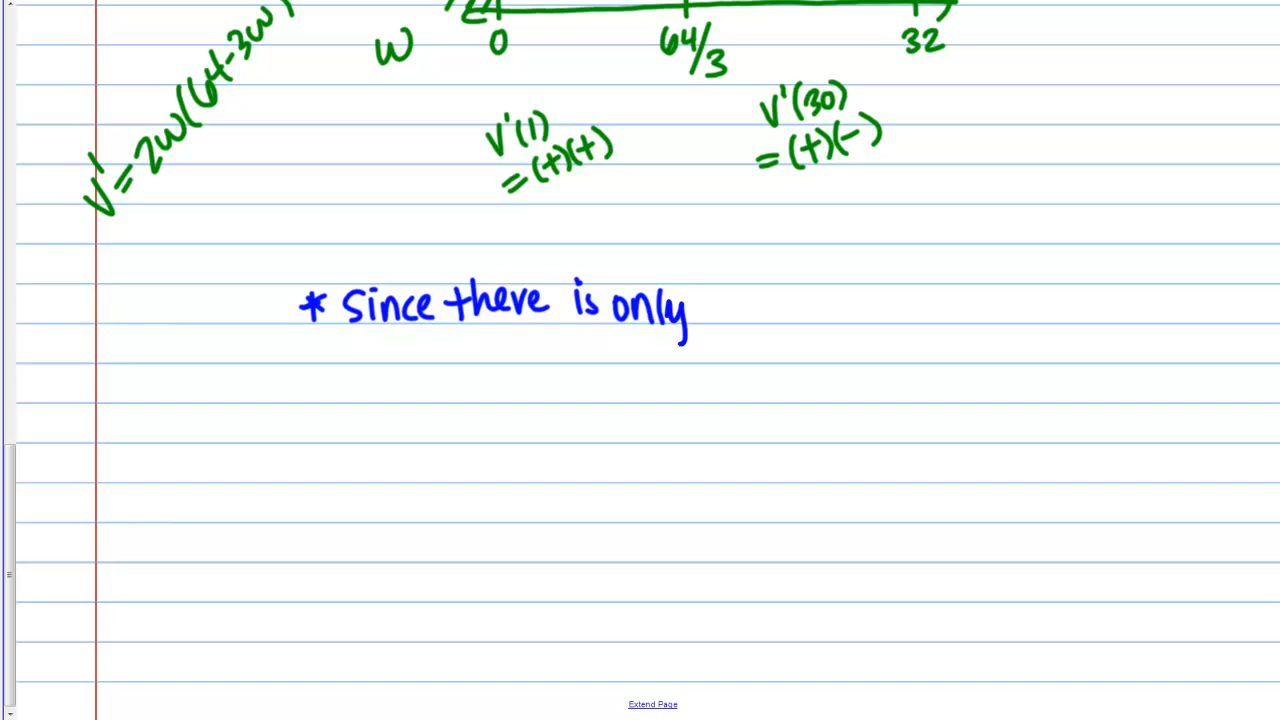 w 0 64/3 32
V' = 2w(64-3w)
V'(1) V'(30)
= (+)(+) = (+)(-)
* Since there is only
Extend Page